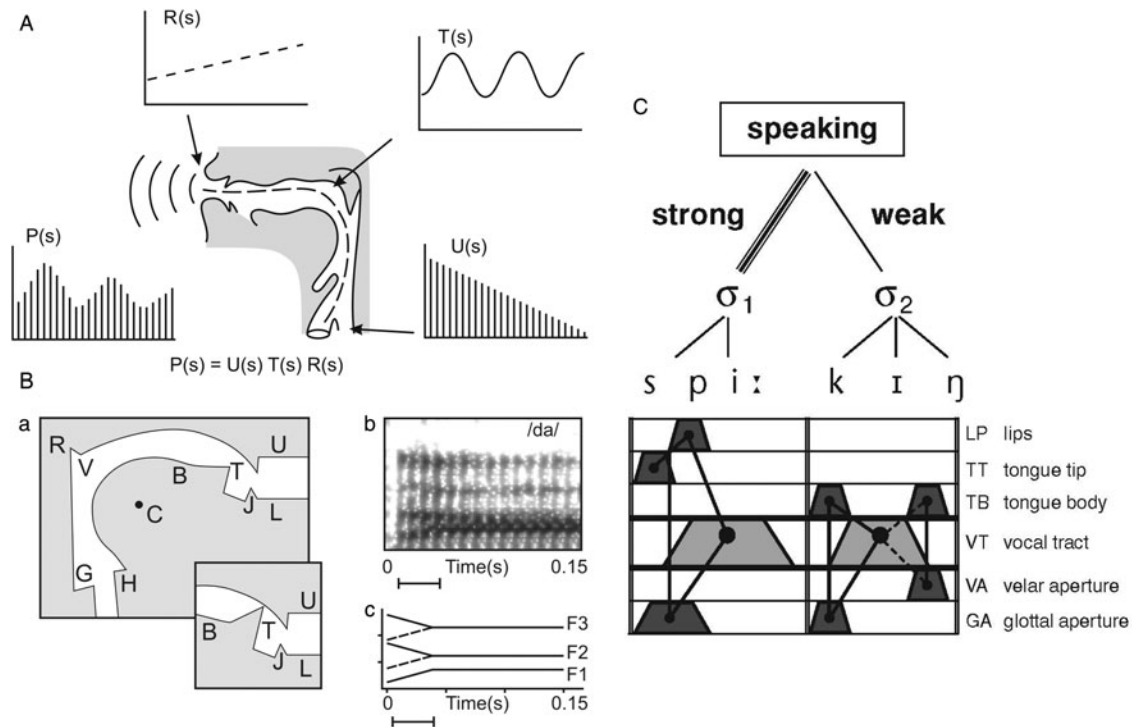 A
R(s)
T(s)
P(s)
U(s)
P(s) = U(s) T(s) R(s)
B
a
R
V
B
T
U
J
L
C
G
H
U
B
T
J
L
b
/da/
0
Time(s)
0.15
c
F3
F2
F1
0
Time(s)
0.15
C
speaking
strong
weak
σ1
σ2
s p iː k ɪ ŋ
LP lips
TT tongue tip
TB tongue body
VT vocal tract
VA velar aperture
GA glottal aperture